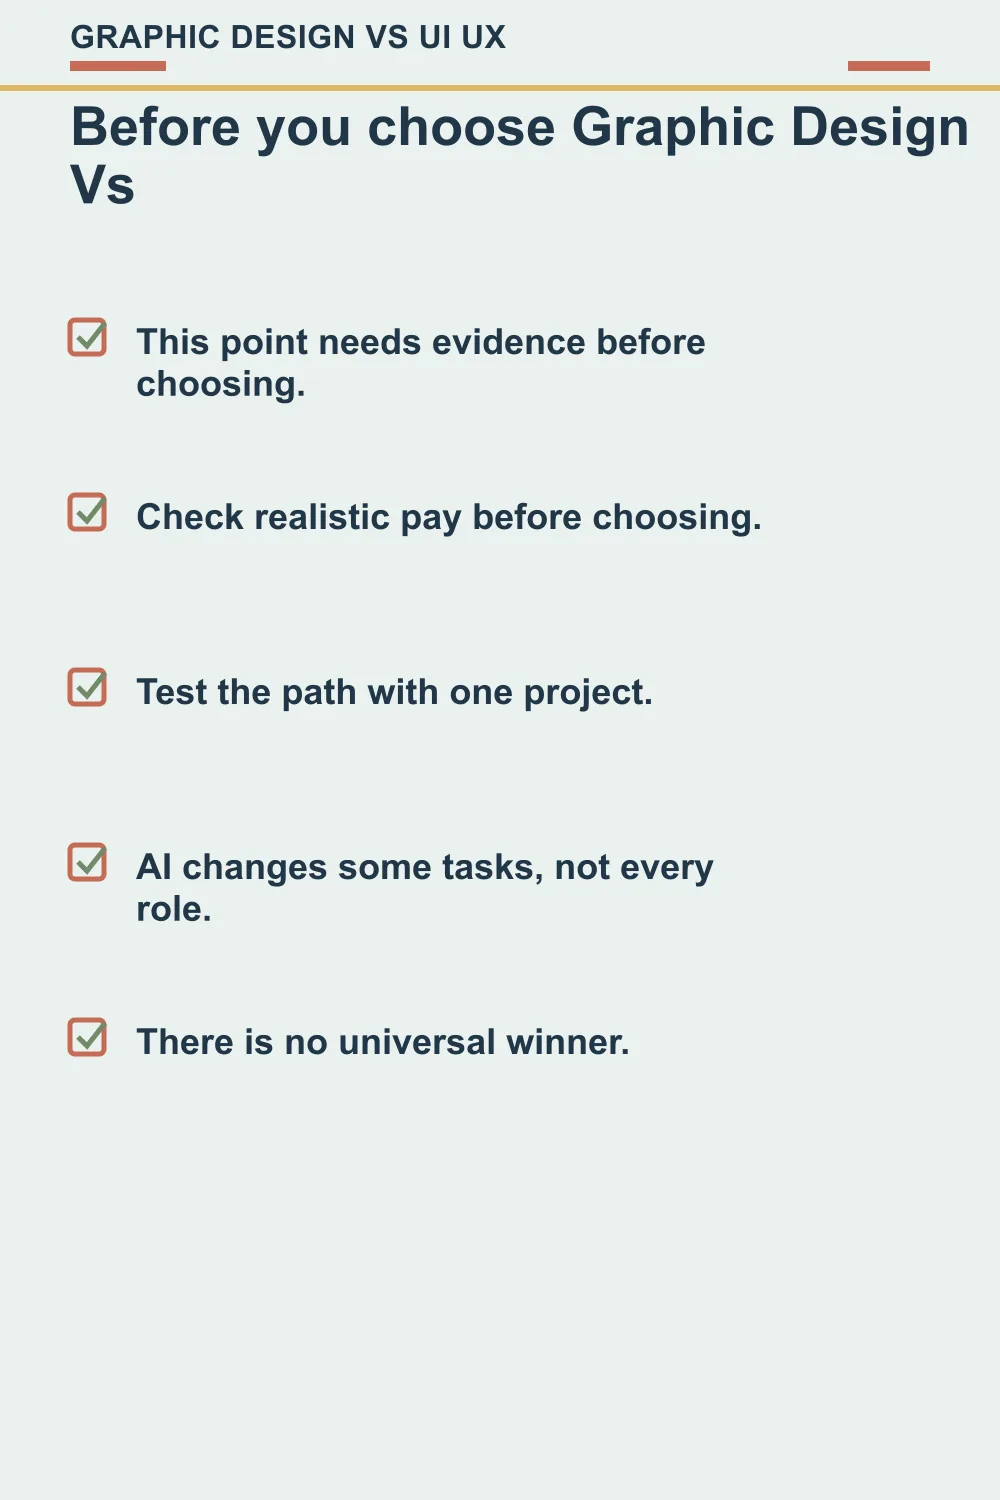 GRAPHIC DESIGN VS UI UX
Before you choose Graphic Design
Vs
This point needs evidence before
choosing.
Check realistic pay before choosing.
Test the path with one project.
AI changes some tasks, not every
role.
There is no universal winner.